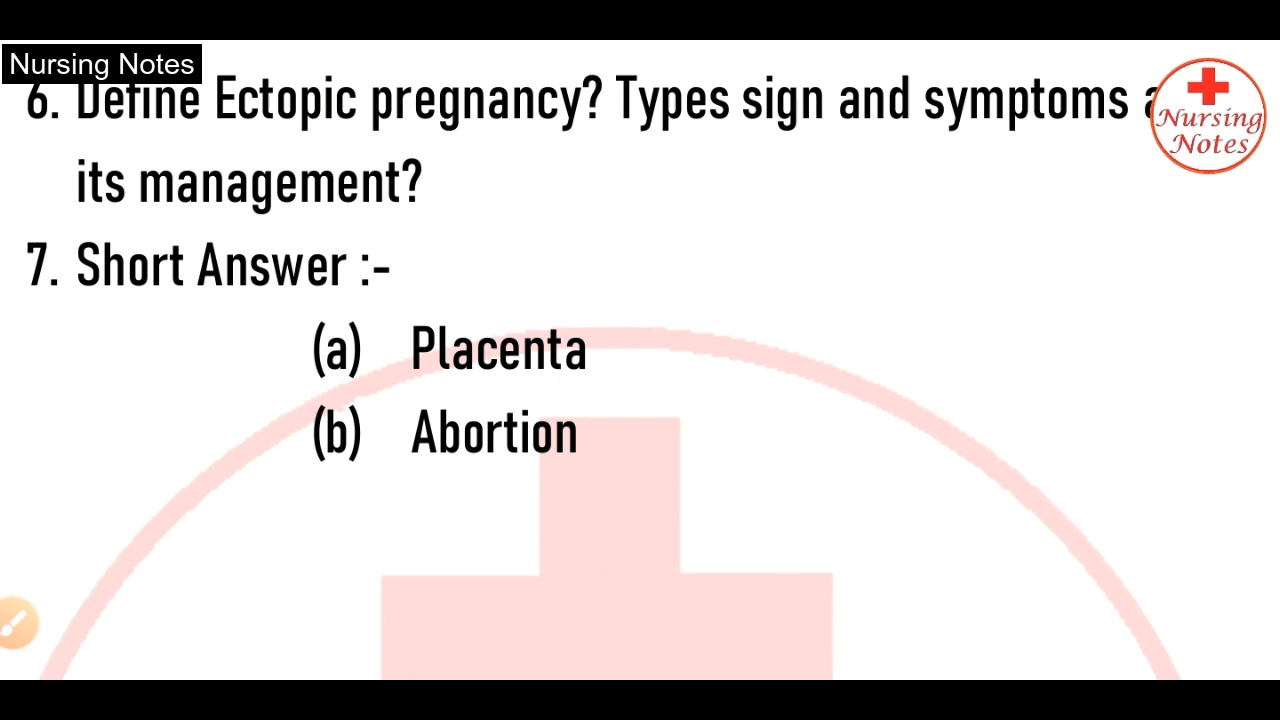 Nursing Notes
6. Define Ectopic pregnancy? Types sign and symptoms
its management?
7. Short Answer :-
(a) Placenta
(b) Abortion
Nursing
Notes